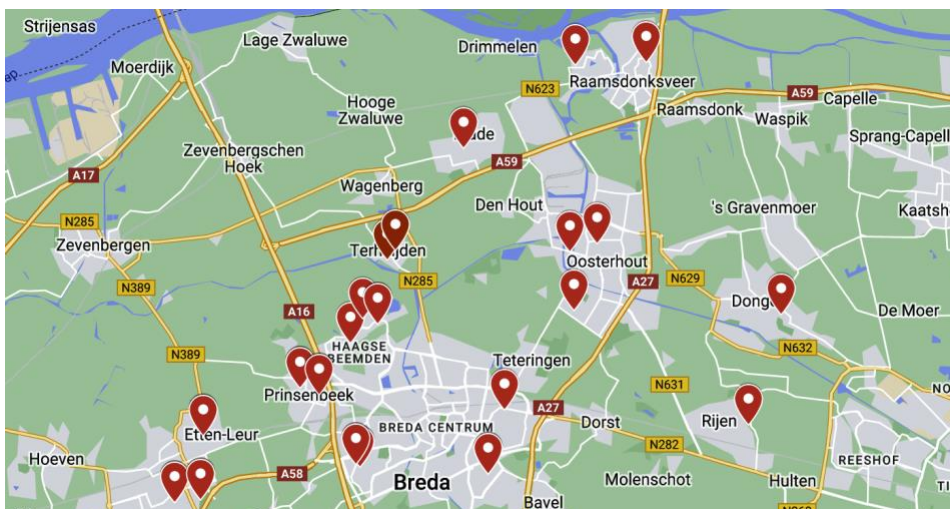 Strijensas
Lage Zwaluwe
Drimmelen
Moerdijk
Raamsdonksveer
N623
A59
Capelle
Hooge
Zwaluwe
Raamsdonk
Waspik
Zevenbergschen
Hoek
A59
Sprang-Capell
A17
Wagenberg
Den Hout
's Gravenmoer
Kaatsh
N285
Zevenbergen
Oosterhout
N285
A27
N629
N389
De Moer
A16
HAAGSE
BEEMDEN
N632
N389
Teteringen
Prinsenbeek
N631
A27
Rijen
Etten-Leur
BREDA CENTRUM
Dorst
N282
Hoeven
A58
REESHOF
Breda
Molenschot
Hulten
Bavel